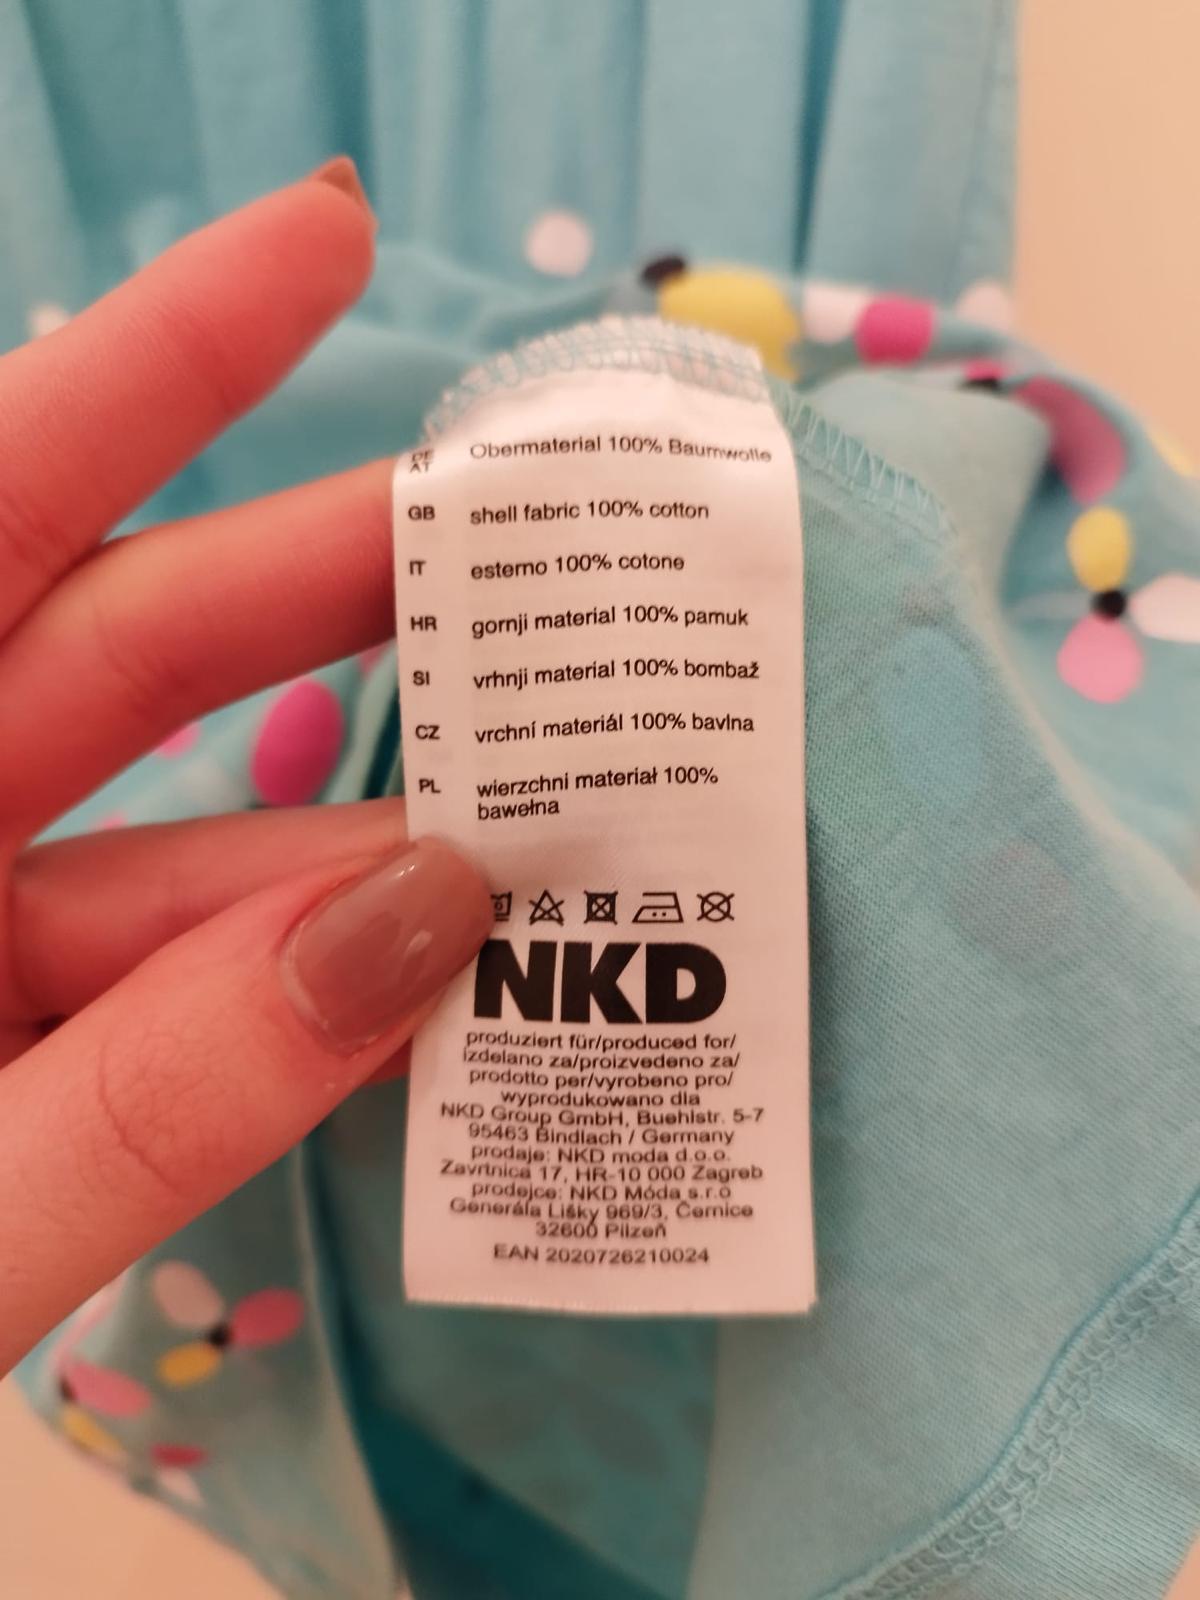 DE AT Obermaterial 100% Baumwolle
GB shell fabric 100% cotton
IT esterno 100% cotone
HR gornji material 100% pamuk
SI vrhnji material 100% bombaž
CZ vrchní materiál 100% bavlna
PL wierzchni materiał 100%
bawełna
NKD
produziert für/produced for/
izdelano za/proizvedeno za/
prodotto per/vyrobeno pro/
wyprodukowano dla
NKD Group GmbH, Buehlstr. 5-7
95463 Bindlach / Germany
prodaje: NKD moda d.o.o.
Zavrtnica 17, HR-10 000 Zagreb
prodejce: NKD Móda s.r.o
Generála Lišky 969/3, Černice
32600 Pilzeň
EAN 2020726210024